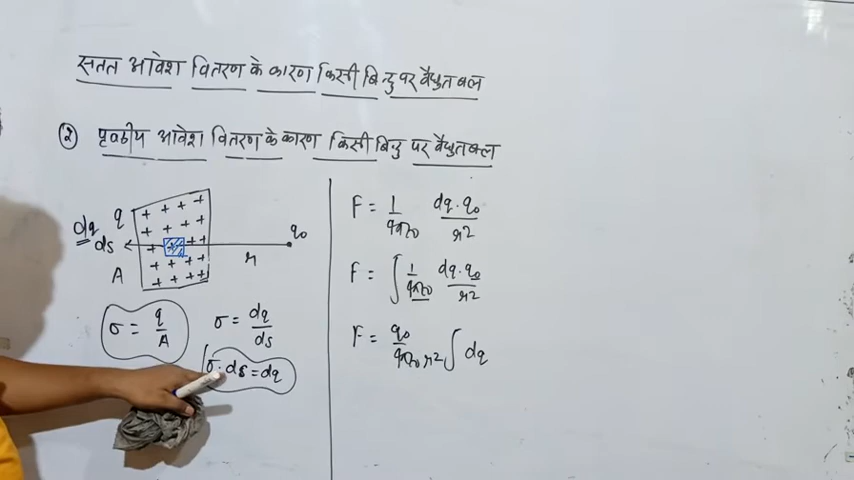 सतत आवेश वितरण के कारण किसी बिन्दु पर वैद्युत बल
(२) पृष्ठीय आवेश वितरण के कारण किसी बिन्दु पर वैद्युत बल
dq q
ds
A
r
q₀
σ = q/A
σ = dq/ds
σ · ds = dq
F = 1/4πε₀ dq·q₀/r²
F = ∫ 1/4πε₀ dq·q₀/r²
F = q₀/4πε₀r² ∫ dq